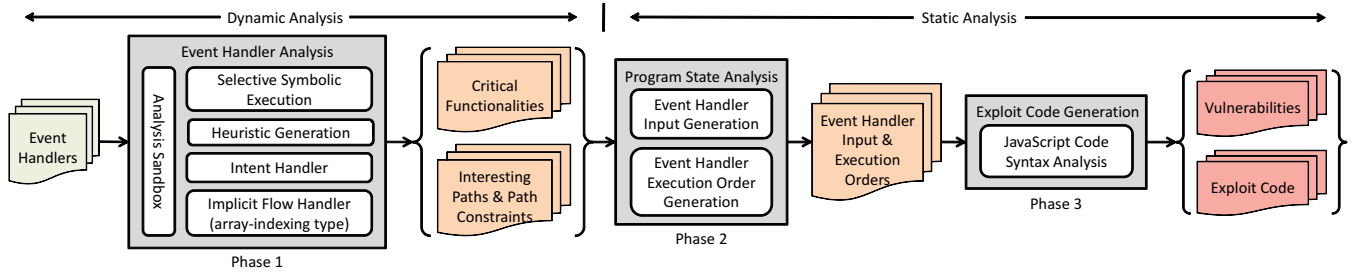 Dynamic Analysis
Static Analysis
Event
Handlers
Event Handler Analysis
Analysis Sandbox
Selective Symbolic
Execution
Heuristic Generation
Intent Handler
Implicit Flow Handler
(array-indexing type)
Phase 1
Critical
Functionalities
Interesting
Paths & Path
Constraints
Program State Analysis
Event Handler
Input Generation
Event Handler
Execution Order
Generation
Phase 2
Event Handler
Input &
Execution
Orders
Exploit Code Generation
JavaScript Code
Syntax Analysis
Phase 3
Vulnerabilities
Exploit Code